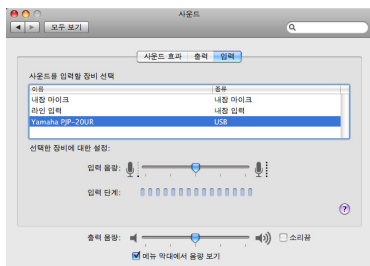 사운드
모두 보기
사운드 효과 출력 입력
사운드를 입력할 장비 선택
이름 종류
내장 마이크 내장 마이크
라인 입력 내장 입력
Yamaha PJP-20UR USB
선택한 장비에 대한 설정:
입력 음량:
입력 단계:
?
출력 음량: 소리끔
메뉴 막대에서 음량 보기